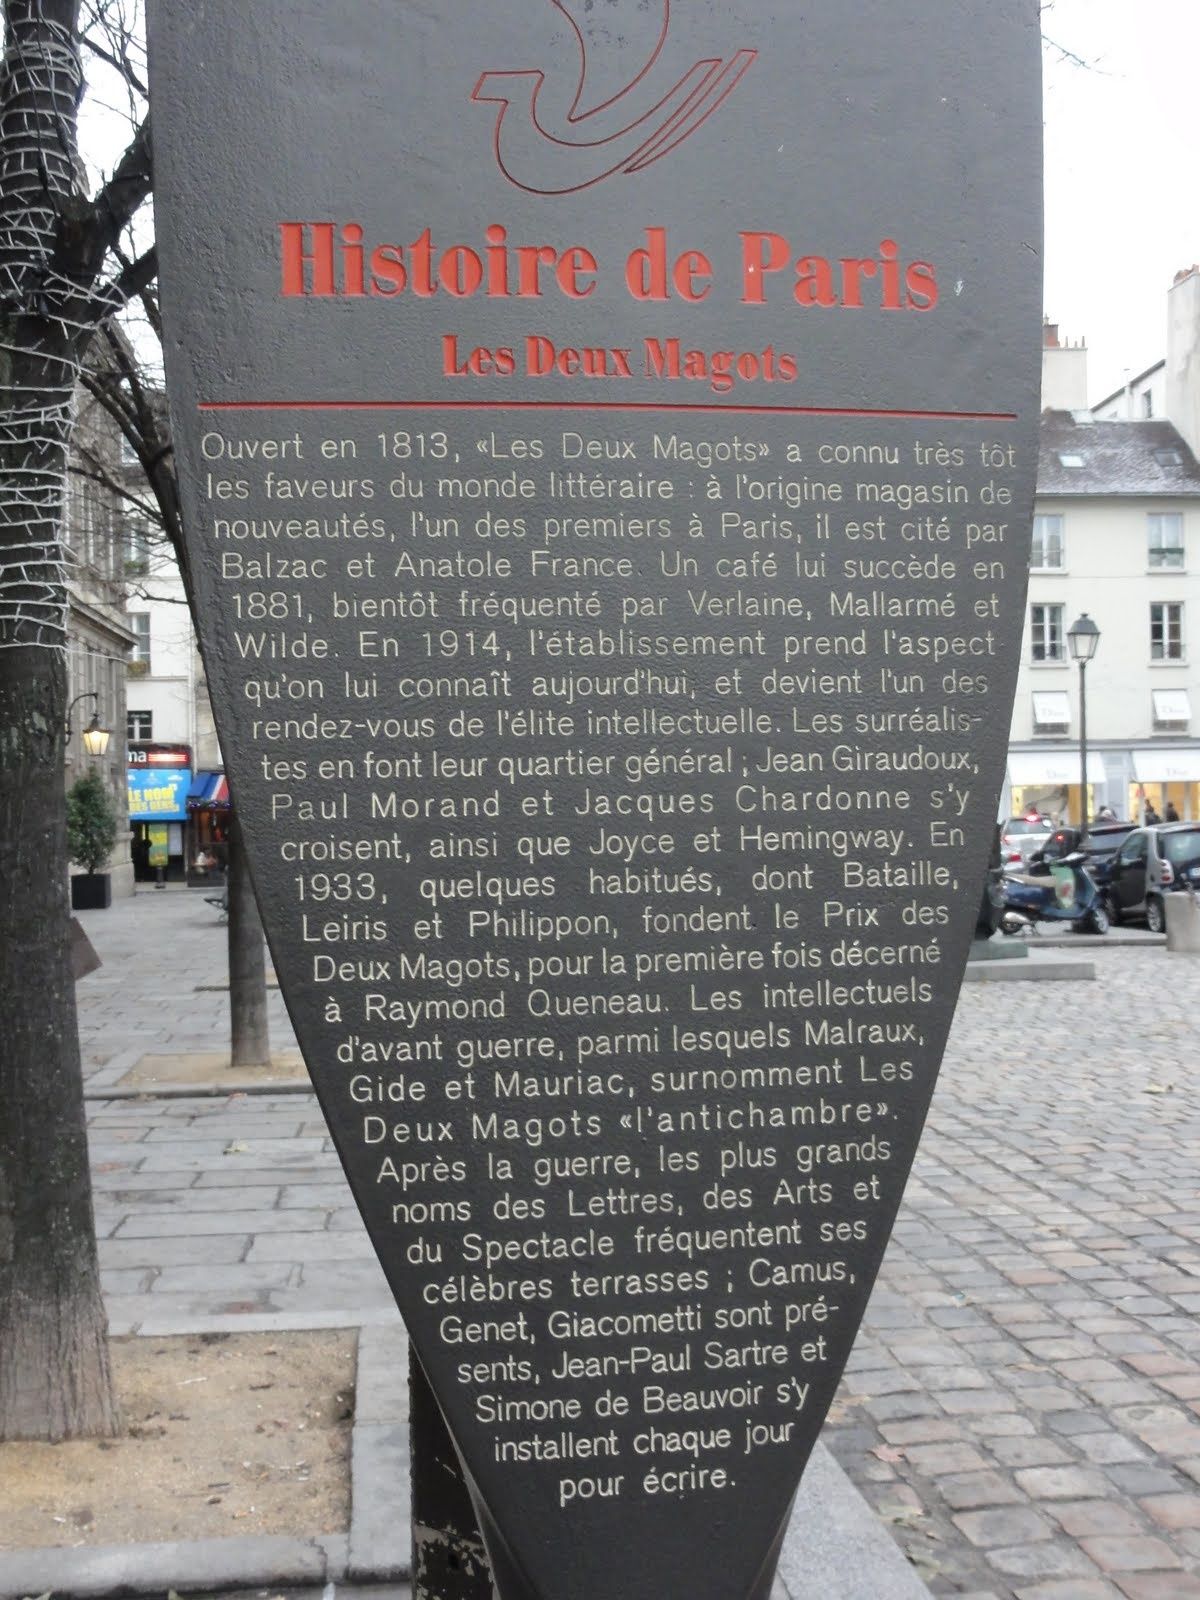 Histoire de Paris
Les Deux Magots
Ouvert en 1813, «Les Deux Magots» a connu très tôt
les faveurs du monde littéraire : à l'origine magasin de
nouveautés, l'un des premiers à Paris, il est cité par
Balzac et Anatole France. Un café lui succède en
1881, bientôt fréquenté par Verlaine, Mallarmé et
Wilde. En 1914, l'établissement prend l'aspect
qu'on lui connaît aujourd'hui, et devient l'un des
rendez-vous de l'élite intellectuelle. Les surréalis-
tes en font leur quartier général ; Jean Giraudoux,
Paul Morand et Jacques Chardonne s'y
croisent, ainsi que Joyce et Hemingway. En
1933, quelques habitués, dont Bataille,
Leiris et Philippon, fondent le Prix des
Deux Magots, pour la première fois décerné
à Raymond Queneau. Les intellectuels
d'avant guerre, parmi lesquels Malraux,
Gide et Mauriac, surnomment Les
Deux Magots «l'antichambre».
Après la guerre, les plus grands
noms des Lettres, des Arts et
du Spectacle fréquentent ses
célèbres terrasses ; Camus,
Genet, Giacometti sont pré-
sents, Jean-Paul Sartre et
Simone de Beauvoir s'y
installent chaque jour
pour écrire.
LE NOM
DES GENS